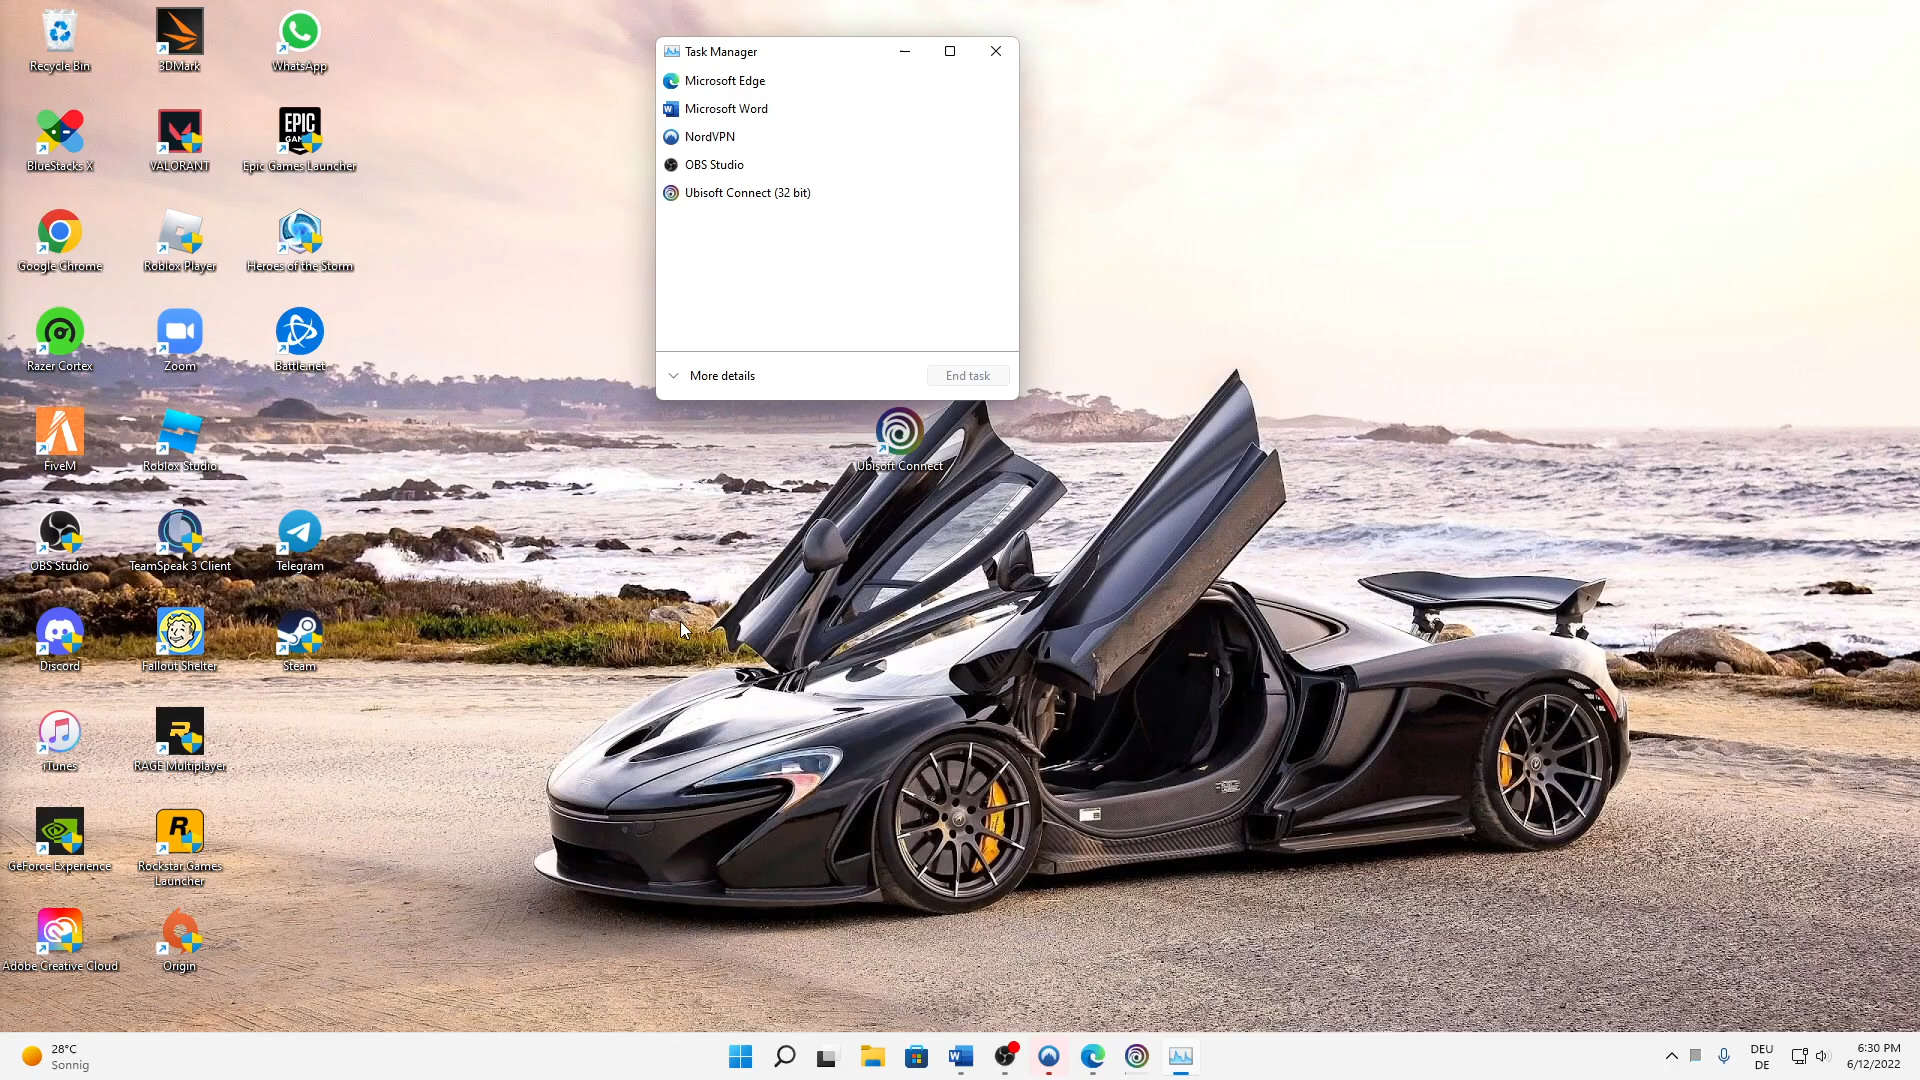 Recycle Bin
3DMark
WhatsApp
BlueStacks X
VALORANT
EPIC
GAMES
Epic Games Launcher
Google Chrome
Roblox Player
Heroes of the Storm
Razer Cortex
Zoom
Battle.net
FiveM
Roblox Studio
OBS Studio
TeamSpeak 3 Client
Telegram
Discord
Fallout Shelter
Steam
iTunes
RAGE Multiplayer
GeForce Experience
Rockstar Games
Launcher
Adobe Creative Cloud
Origin
Task Manager
Microsoft Edge
Microsoft Word
NordVPN
OBS Studio
Ubisoft Connect (32 bit)
More details
End task
Ubisoft Connect
28°C
Sonnig
DEU
DE
6:30 PM
6/12/2022